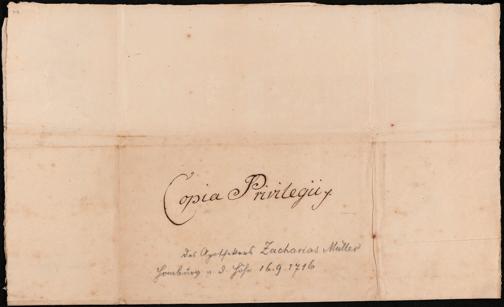 Copia Privilegii
des Apothekers Zacharias Müller
Homburg v. d. Höhe 16.9.1716